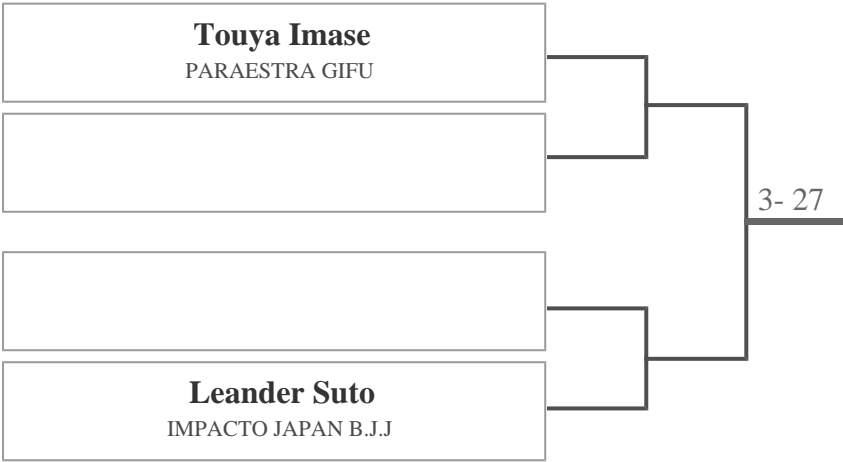 Touya Imase
PARAESTRA GIFU
3- 27
Leander Suto
IMPACTO JAPAN B.J.J